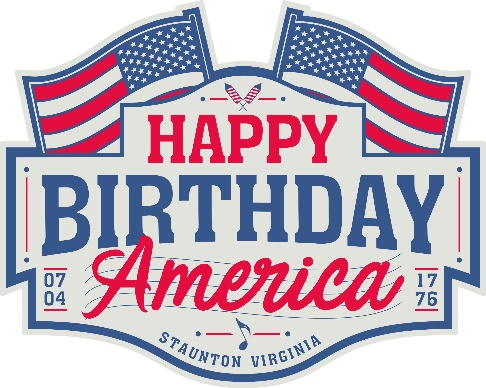 HAPPY
BIRTHDAY
America
07
04
17
76
STAUNTON VIRGINIA